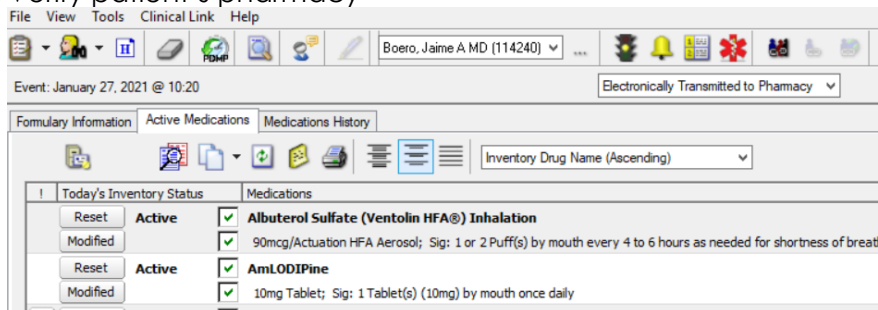 Verify patient's pharmacy
File View Tools Clinical Link Help
PDMP Boero, Jaime A MD (114240) ...
Event: January 27, 2021 @ 10:20 Electronically Transmitted to Pharmacy
Formulary Information Active Medications Medications History
Inventory Drug Name (Ascending)
! Today's Inventory Status Medications
Reset Active Albuterol Sulfate (Ventolin HFA®) Inhalation
Modified 90mcg/Actuation HFA Aerosol; Sig: 1 or 2 Puff(s) by mouth every 4 to 6 hours as needed for shortness of breat
Reset Active AmLODIPine
Modified 10mg Tablet; Sig: 1 Tablet(s) (10mg) by mouth once daily